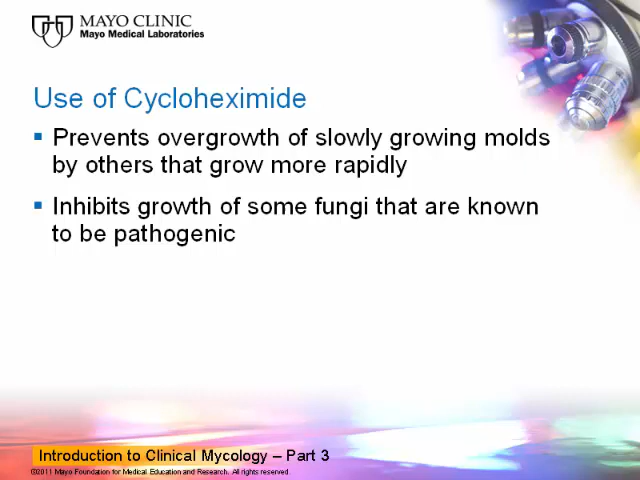 MAYO CLINIC
Mayo Medical Laboratories
Use of Cycloheximide
▪ Prevents overgrowth of slowly growing molds
by others that grow more rapidly
▪ Inhibits growth of some fungi that are known
to be pathogenic
Introduction to Clinical Mycology – Part 3
©2011 Mayo Foundation for Medical Education and Research. All rights reserved.